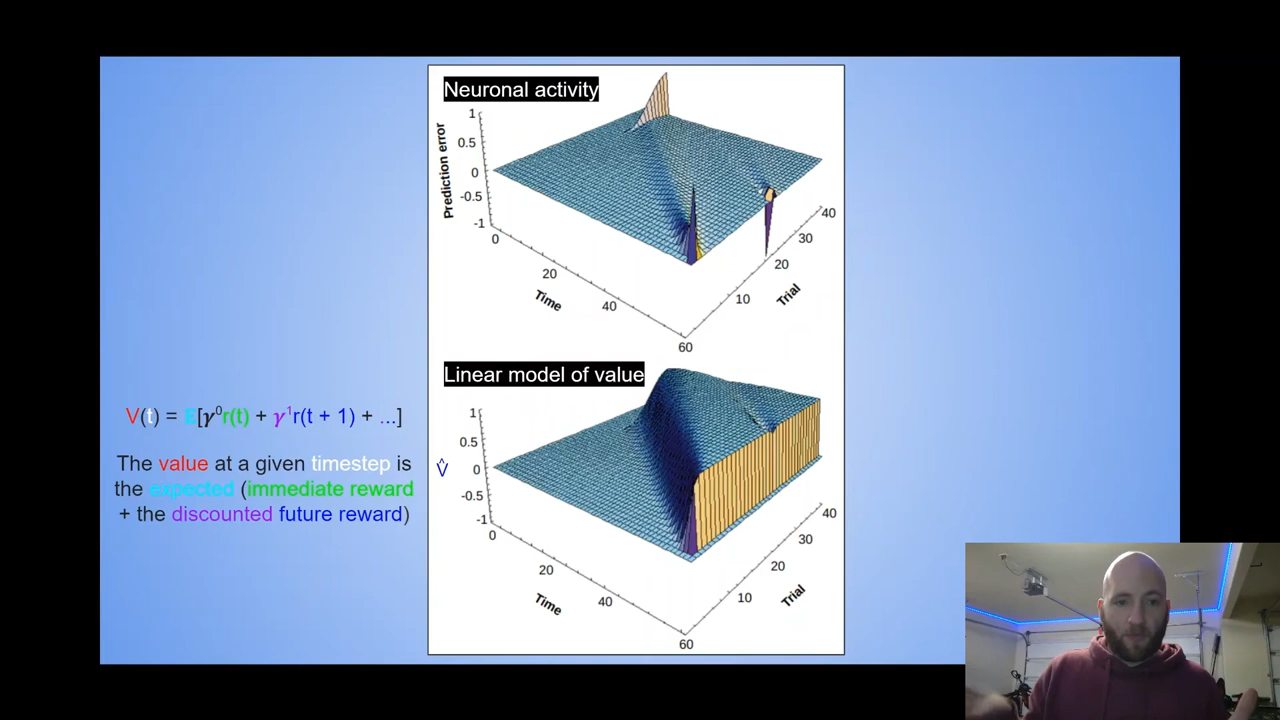 Neuronal activity
Prediction error
1
0.5
0
-0.5
-1
0
20
40
60
Time
10
20
30
40
Trial
V(t) = E[γ⁰r(t) + γ¹r(t + 1) + ...]
The value at a given timestep is
the expected (immediate reward
+ the discounted future reward)
Linear model of value
V̂
1
0.5
0
-0.5
-1
0
20
40
60
Time
10
20
30
40
Trial